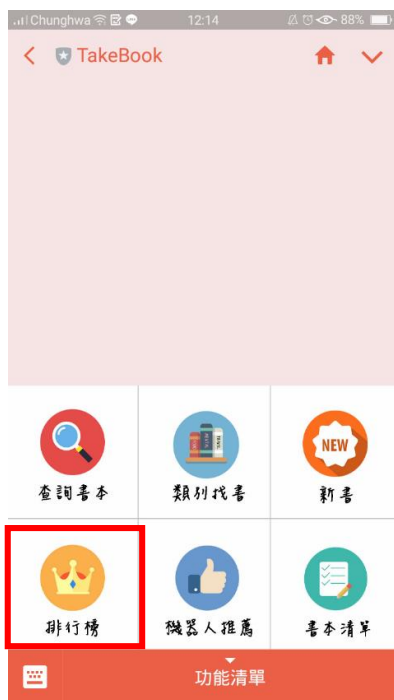 Chunghwa 12:14 88%
TakeBook
NEW
查詢書本 類別找書 新書
排行榜 機器人推薦 書本清單
功能清單